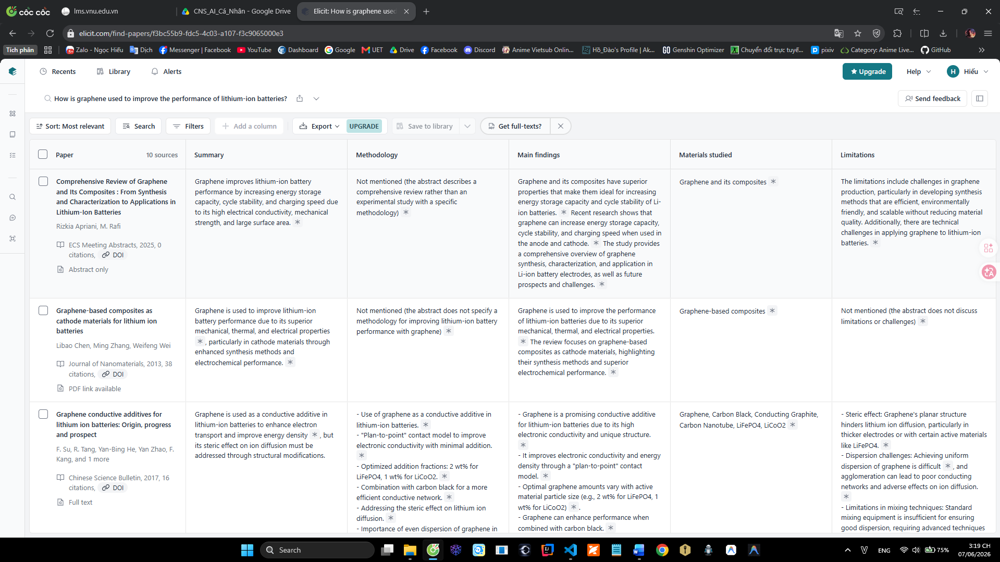 cốc cốc
lms.vnu.edu.vn
CNS_AI_Cá_Nhân - Google Drive
Elicit: How is graphene used
elicit.com/find-papers/f3bc55b9-fdc5-4c03-a107-f3c9065000e3
Tích phân
Zalo - Ngọc Hiếu
Dịch
Messenger | Facebook
YouTube
Dashboard
Google
UET
Drive
Facebook
Discord
Anime Vietsub Onlin...
Hồ_Đào's Profile | Ak...
Genshin Optimizer
Chuyển đổi trực tuyế...
pixiv
Category: Anime Live...
GitHub
Recents
Library
Alerts
Upgrade
Help
H
Hiếu
How is graphene used to improve the performance of lithium-ion batteries?
Send feedback
Sort: Most relevant
Search
Filters
Add a column
Export
UPGRADE
Save to library
PDF
Get full-texts?
Paper
10 sources
Summary
Methodology
Main findings
Materials studied
Limitations
Comprehensive Review of Graphene
and Its Composites : From Synthesis
and Characterization to Applications in
Lithium-Ion Batteries
Rizkia Apriani, M. Rafi
ECS Meeting Abstracts, 2025, 0
citations, DOI
Abstract only
Graphene improves lithium-ion battery
performance by increasing energy storage
capacity, cycle stability, and charging speed due
to its high electrical conductivity, mechanical
strength, and large surface area. *
Not mentioned (the abstract describes a
comprehensive review rather than an
experimental study with a specific
methodology) *
Graphene and its composites have superior
properties that make them ideal for increasing
energy storage capacity and cycle stability of Li-
ion batteries. * Recent research shows that
graphene can increase energy storage capacity,
cycle stability, and charging speed when used in
the anode and cathode. * The study provides
a comprehensive overview of graphene
synthesis, characterization, and application in
Li-ion battery electrodes, as well as future
prospects and challenges. *
Graphene and its composites *
The limitations include challenges in graphene
production, particularly in developing synthesis
methods that are efficient, environmentally
friendly, and scalable without reducing material
quality. Additionally, there are technical
challenges in applying graphene to lithium-ion
batteries. *
Graphene-based composites as
cathode materials for lithium ion
batteries
Libao Chen, Ming Zhang, Weifeng Wei
Journal of Nanomaterials, 2013, 38
citations, DOI
PDF link available
Graphene is used to improve lithium-ion
battery performance due to its superior
mechanical, thermal, and electrical properties
* , particularly in cathode materials through
enhanced synthesis methods and
electrochemical performance. *
Not mentioned (the abstract does not specify a
methodology for improving lithium-ion battery
performance with graphene) *
Graphene is used to improve the performance
of lithium-ion batteries due to its superior
mechanical, thermal, and electrical properties.
* The review focuses on graphene-based
composites as cathode materials, highlighting
their synthesis methods and superior
electrochemical performance. *
Graphene-based composites *
Not mentioned (the abstract does not discuss
limitations or challenges) *
Graphene conductive additives for
lithium ion batteries: Origin, progress
and prospect
F. Su, R. Tang, Yan-Bing He, Yan Zhao, F.
Kang, and 1 more
Chinese Science Bulletin, 2017, 16
citations, DOI
Full text
Graphene is used as a conductive additive in
lithium-ion batteries to enhance electron
transport and improve energy density * , but
its steric effect on ion diffusion must be
addressed through structural modifications.
- Use of graphene as a conductive additive in
lithium-ion batteries. *
- "Plan-to-point" contact model to improve
electronic conductivity with minimal addition.
*
- Optimized addition fractions: 2 wt% for
LiFePO4, 1 wt% for LiCoO2. *
- Combination with carbon black for a more
efficient conductive network. *
- Addressing the steric effect on lithium ion
diffusion. *
- Importance of even dispersion of graphene in
- Graphene is a promising conductive additive
for lithium-ion batteries due to its high
electronic conductivity and unique structure.
*
- It improves electronic conductivity and energy
density through a "plan-to-point" contact
model. *
- Optimal graphene amounts vary with active
material particle size (e.g., 2 wt% for LiFePO4, 1
wt% for LiCoO2) * .
- Graphene can enhance performance when
combined with carbon black. *
Graphene, Carbon Black, Conducting Graphite,
Carbon Nanotube, LiFePO4, LiCoO2 *
- Steric effect: Graphene's planar structure
hinders lithium ion diffusion, particularly in
thicker electrodes or with certain active materials
like LiFePO4. *
- Dispersion challenges: Achieving uniform
dispersion of graphene is difficult * , and
agglomeration can lead to poor conducting
networks and adverse effects on ion diffusion.
*
- Limitations in mixing techniques: Standard
mixing equipment is insufficient for ensuring
good dispersion, requiring advanced techniques
Search
V
ENG
75%
3:19 CH
07/06/2026